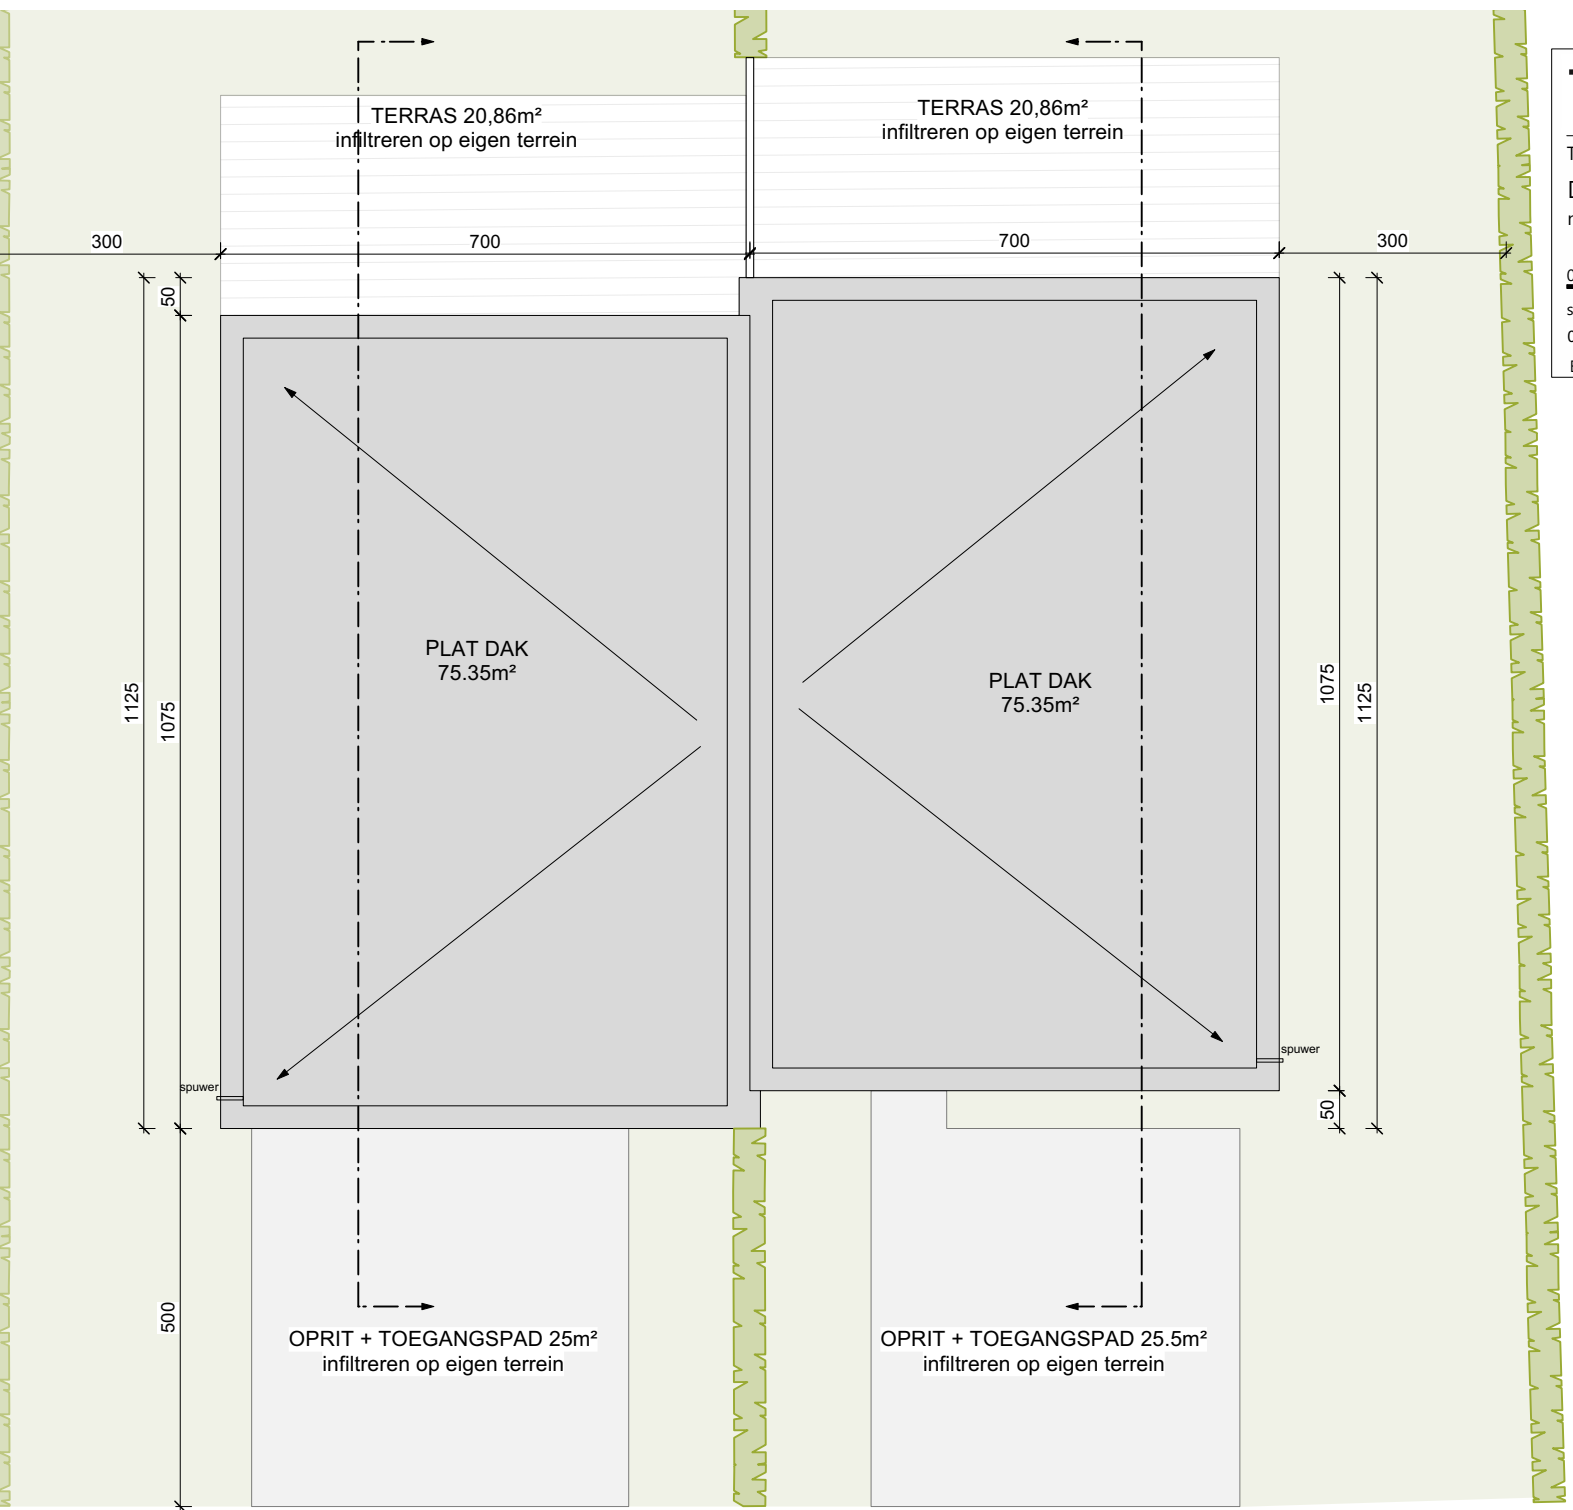 TERRAS 20,86m²
infiltreren op eigen terrein
TERRAS 20,86m²
infiltreren op eigen terrein
300
700
700
300
50
1125
1075
PLAT DAK
75.35m²
PLAT DAK
75.35m²
1075
1125
spuwer
spuwer
50
500
OPRIT + TOEGANGSPAD 25m²
infiltreren op eigen terrein
OPRIT + TOEGANGSPAD 25.5m²
infiltreren op eigen terrein